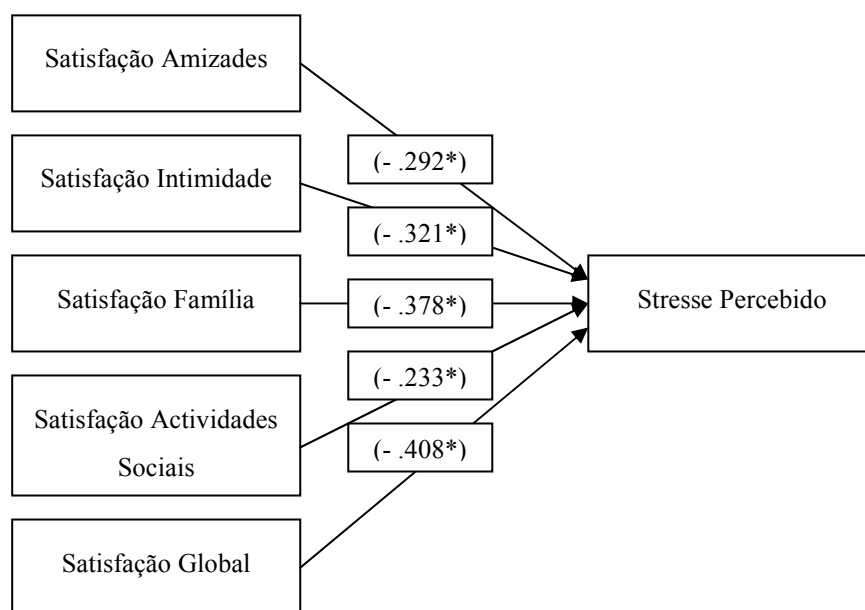 Satisfação Amizades
(- .292*)
Satisfação Intimidade
(- .321*)
Satisfação Família
(- .378*)
Stresse Percebido
(- .233*)
Satisfação Actividades
Sociais
(- .408*)
Satisfação Global